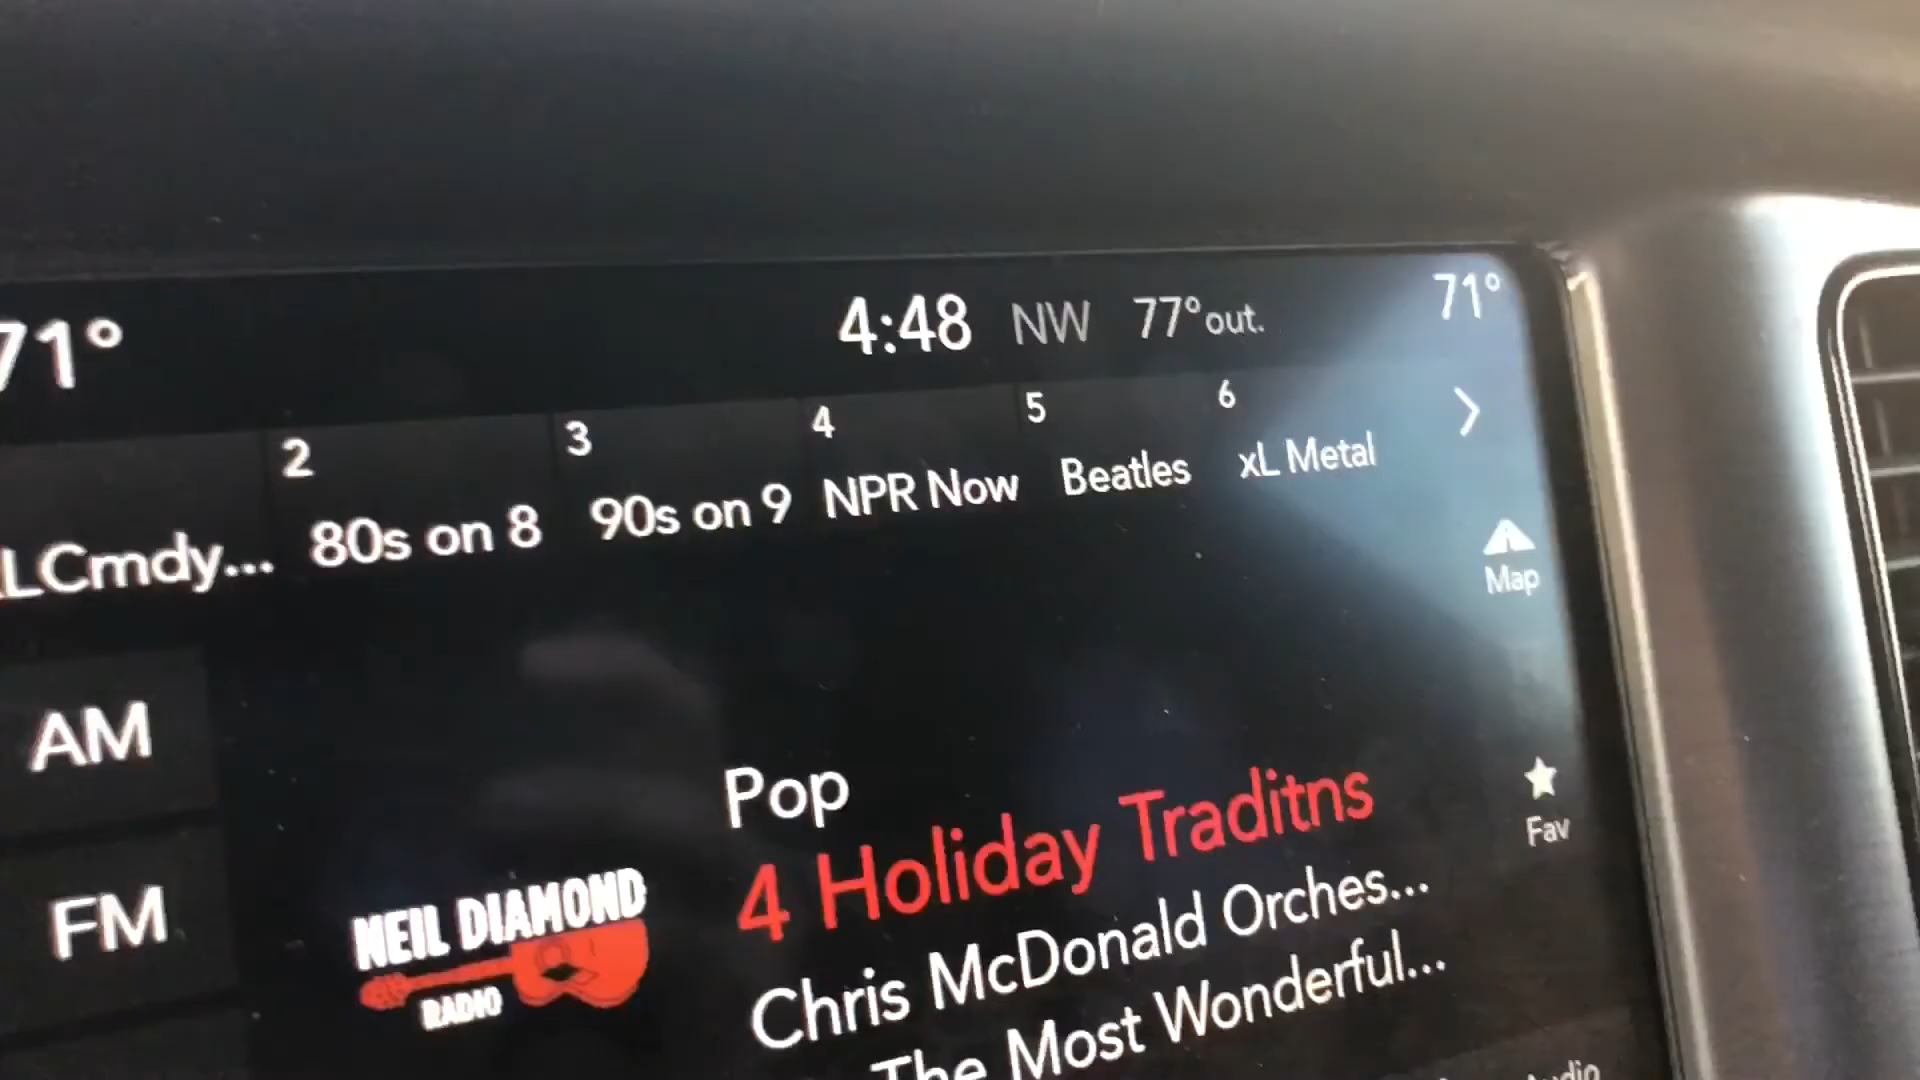 71° 4:48 NW 77°out. 71°
2 3 4 5 6
LCmdy... 80s on 8 90s on 9 NPR Now Beatles xL Metal
Map
AM
Pop
4 Holiday Traditns
Fav
FM
NEIL DIAMOND
RADIO
Chris McDonald Orches...
The Most Wonderful...